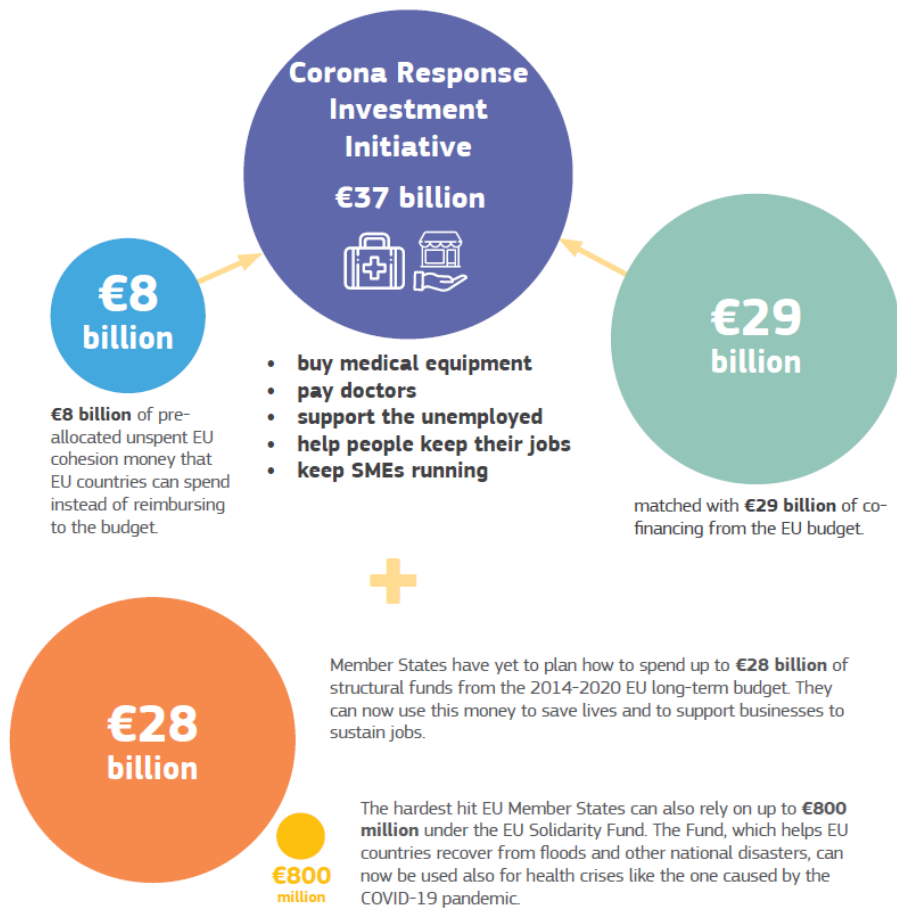 Corona Response
Investment
Initiative
€37 billion
€8
billion
€8 billion of pre-
allocated unspent EU
cohesion money that
EU countries can spend
instead of reimbursing
to the budget.
• buy medical equipment
• pay doctors
• support the unemployed
• help people keep their jobs
• keep SMEs running
€29
billion
matched with €29 billion of co-
financing from the EU budget.
+
€28
billion
Member States have yet to plan how to spend up to €28 billion of
structural funds from the 2014-2020 EU long-term budget. They
can now use this money to save lives and to support businesses to
sustain jobs.
€800
million
The hardest hit EU Member States can also rely on up to €800
million under the EU Solidarity Fund. The Fund, which helps EU
countries recover from floods and other national disasters, can
now be used also for health crises like the one caused by the
COVID-19 pandemic.